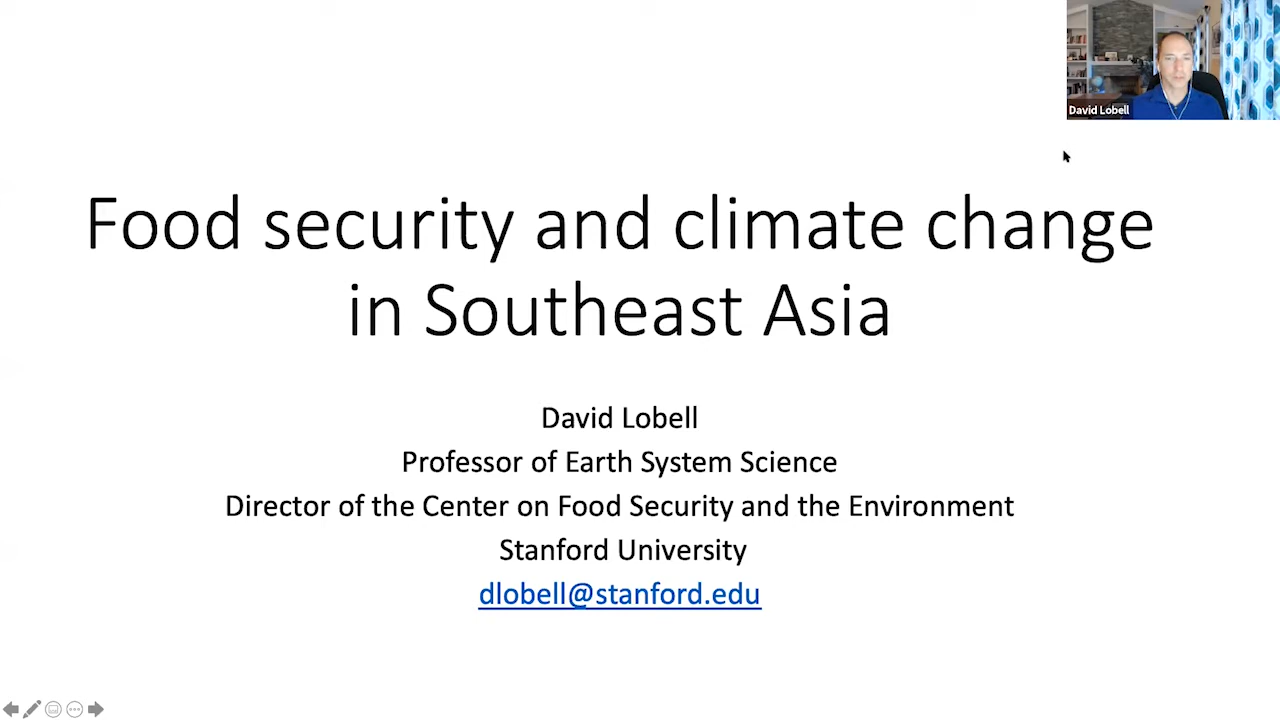 David Lobell
Food security and climate change
in Southeast Asia
David Lobell
Professor of Earth System Science
Director of the Center on Food Security and the Environment
Stanford University
dlobell@stanford.edu